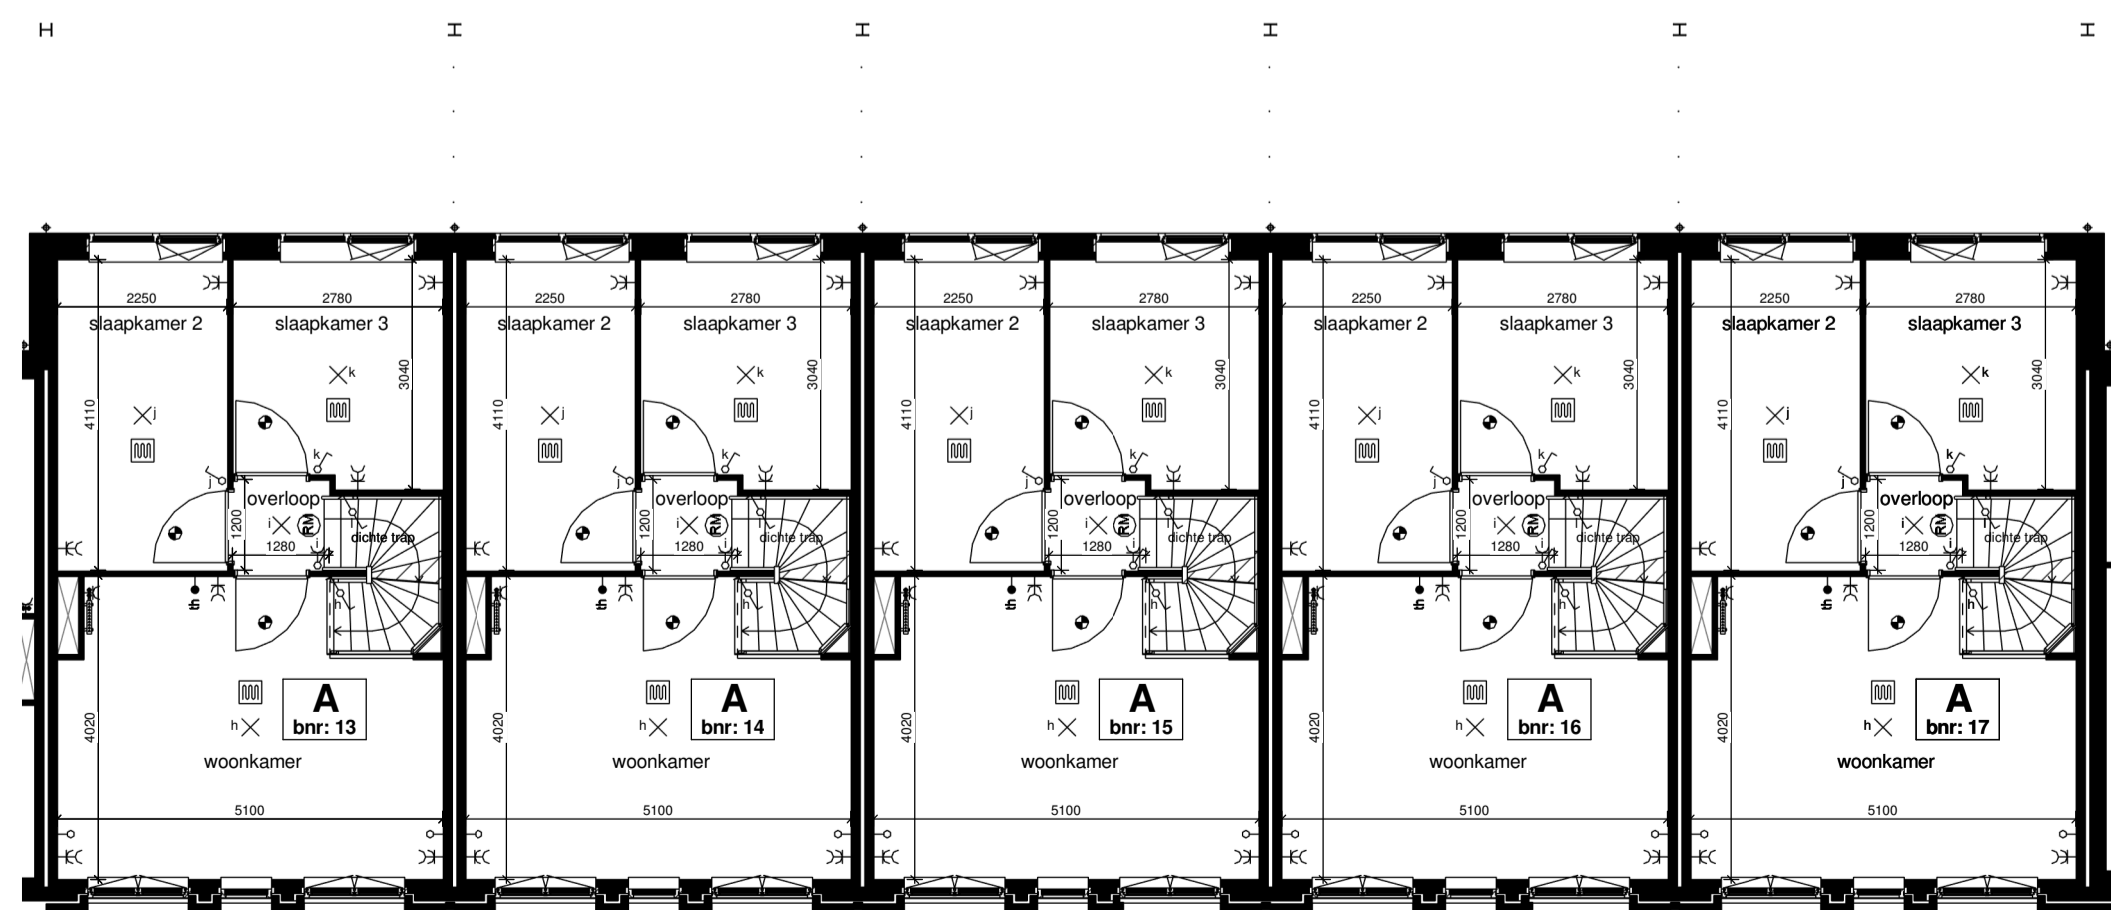 H H H H H H
2250 2780 2250 2780 2250 2780 2250 2780 2250 2780
slaapkamer 2 slaapkamer 3 slaapkamer 2 slaapkamer 3 slaapkamer 2 slaapkamer 3 slaapkamer 2 slaapkamer 3 slaapkamer 2 slaapkamer 3
k 3040 k 3040 k 3040 k 3040 k 3040
4110 j 4110 j 4110 j 4110 j 4110 j
k k k k k
j j j j j
overloop overloop overloop overloop overloop
1200 i RM i 1200 i RM i 1200 i RM i 1200 i RM i 1200 i RM i
dichte trap dichte trap dichte trap dichte trap dichte trap
1280 i 1280 i 1280 i 1280 i 1280 i
th h th h th h th h th h
A A A A A
4020 h bnr: 13 4020 h bnr: 14 4020 h bnr: 15 4020 h bnr: 16 4020 h bnr: 17
woonkamer woonkamer woonkamer woonkamer woonkamer
5100 5100 5100 5100 5100